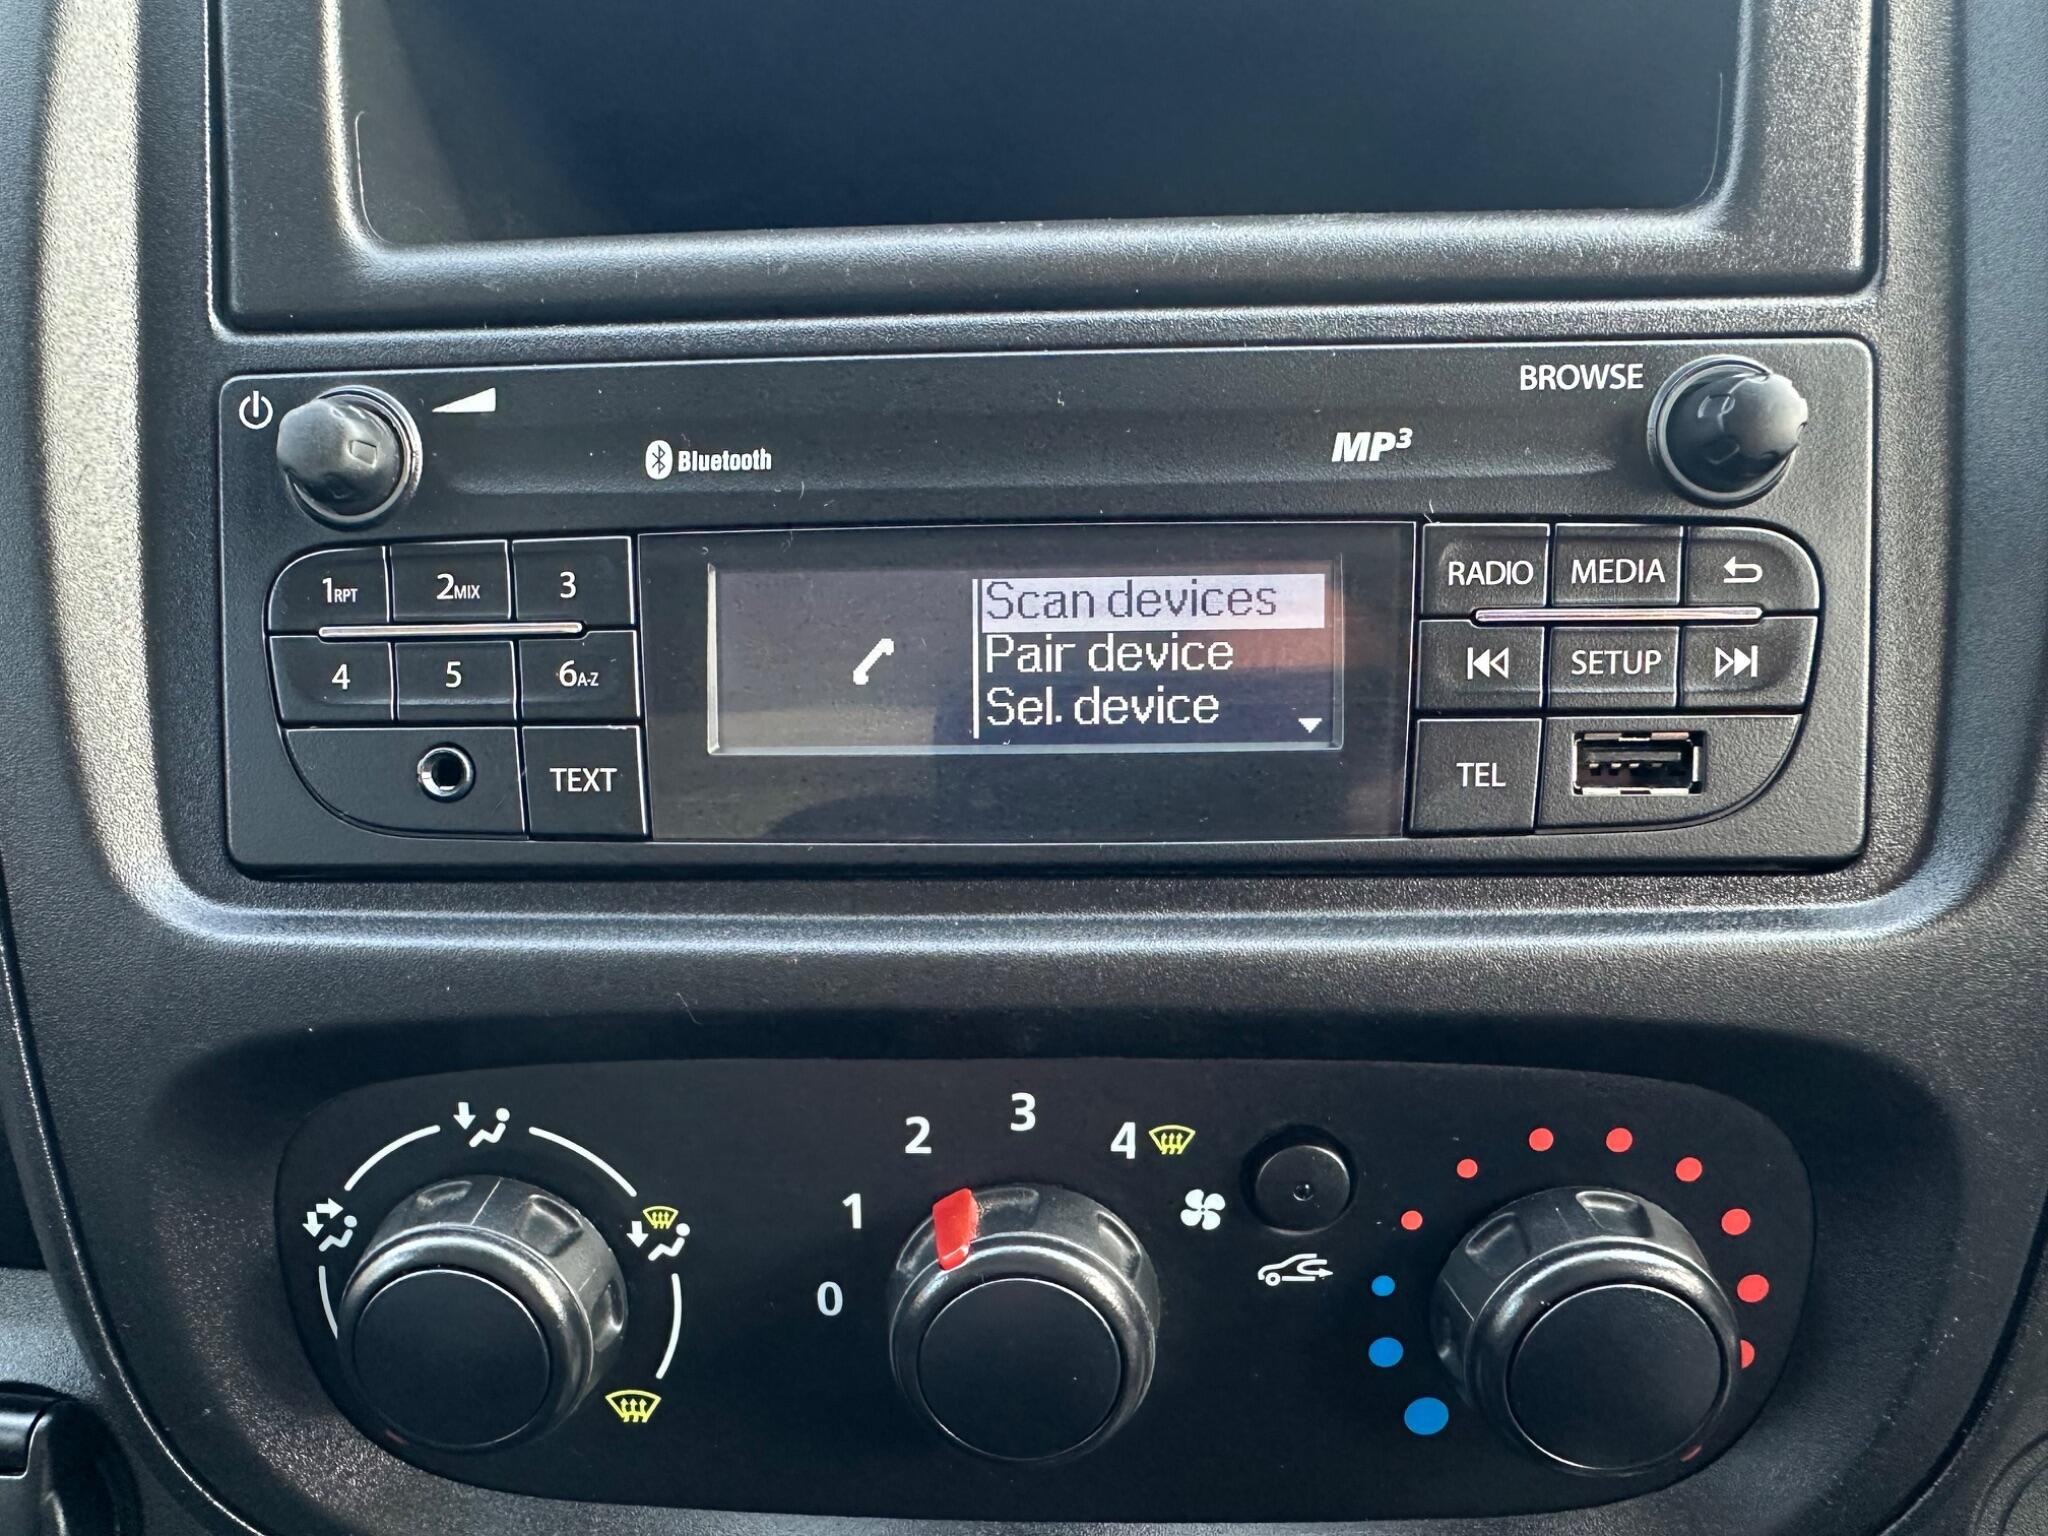 BROWSE
Bluetooth
MP3
1RPT 2MIX 3
4 5 6A-Z
TEXT
Scan devices
Pair device
Sel. device
RADIO MEDIA
SETUP
TEL
0 1 2 3 4